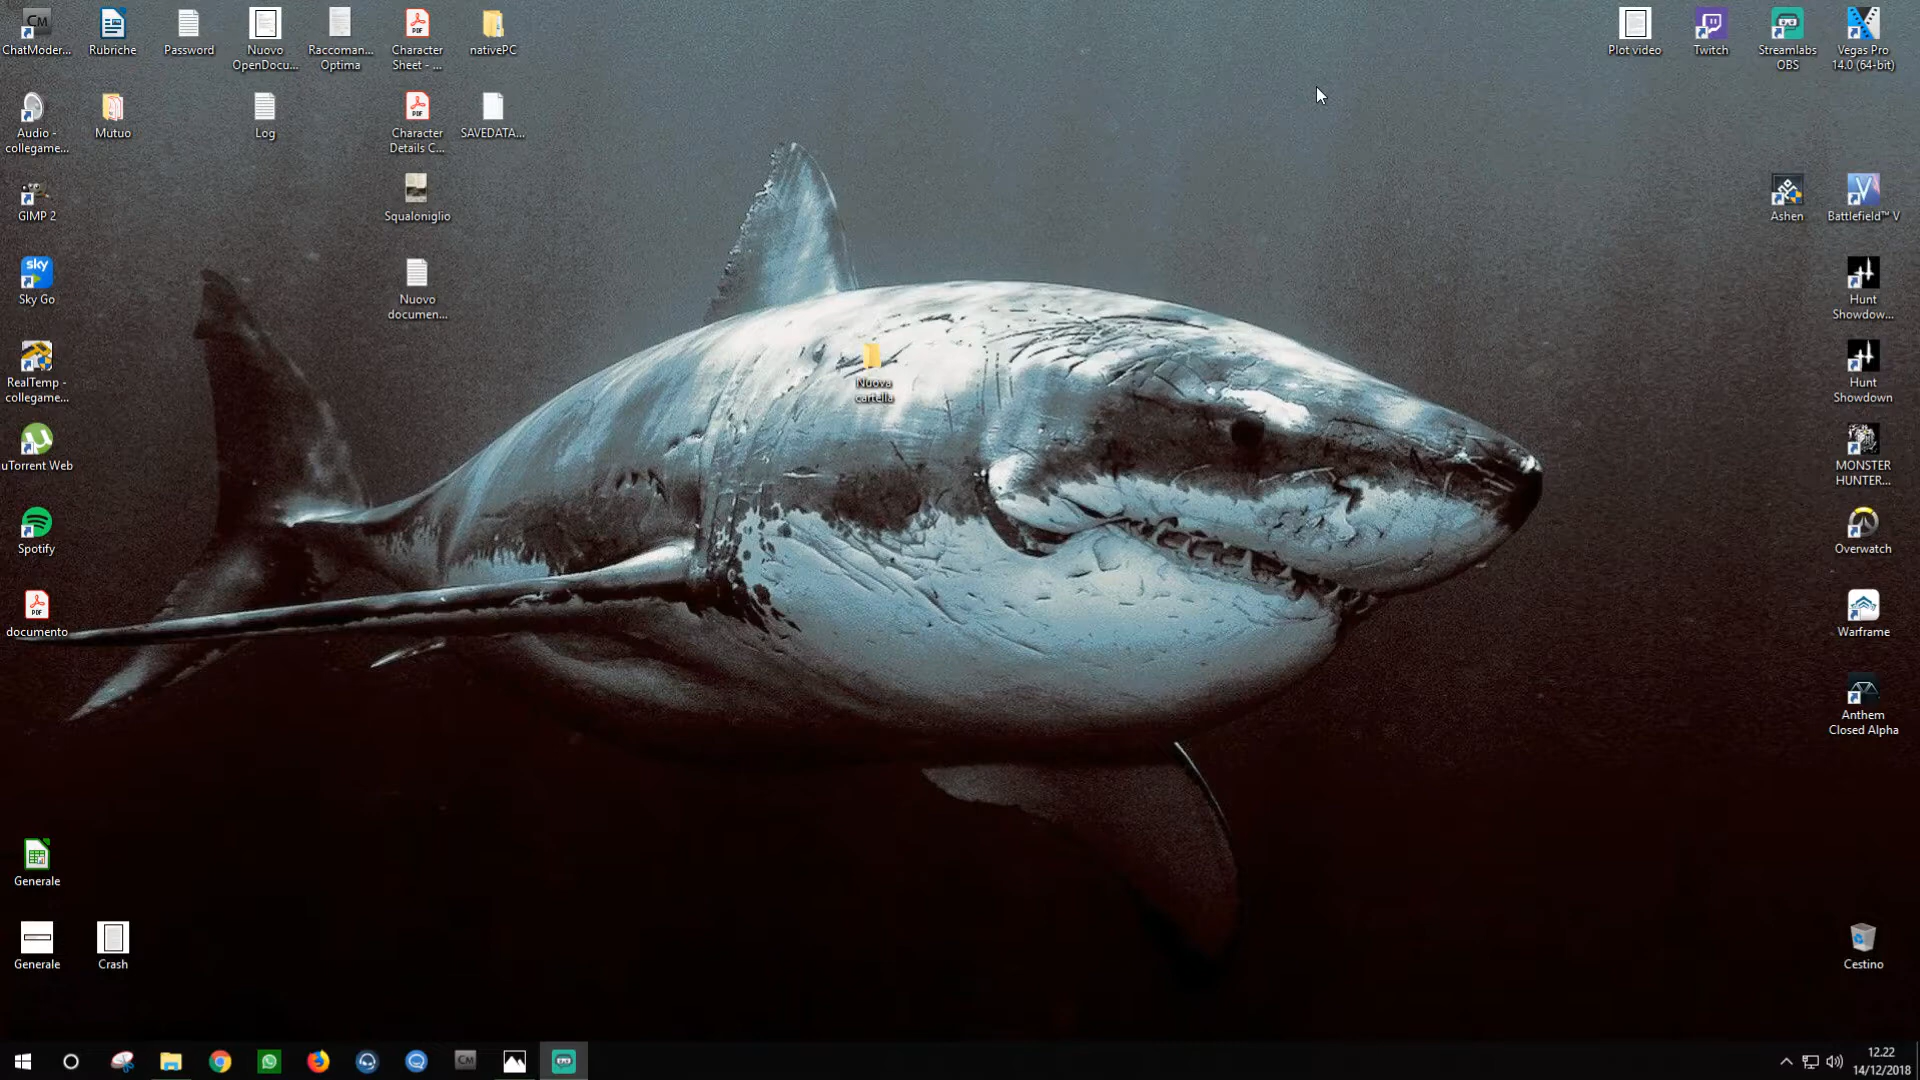 ChatModer...
Rubriche
Password
Nuovo
OpenDocu...
Raccoman...
Optima
Character
Sheet - ...
nativePC
Plot video
Twitch
Streamlabs
OBS
Vegas Pro
14.0 (64-bit)
Audio -
collegame...
Mutuo
Log
Character
Details C...
SAVEDATA...
GIMP 2
Squaloniglio
Ashen
Battlefield™ V
sky
Sky Go
Nuovo
documen...
Hunt
Showdow...
RealTemp -
collegame...
Nuova
cartella
Hunt
Showdown
uTorrent Web
MONSTER
HUNTER...
Spotify
Overwatch
documento
Warframe
Anthem
Closed Alpha
Generale
Generale
Crash
Cestino
CM
12.22
14/12/2018